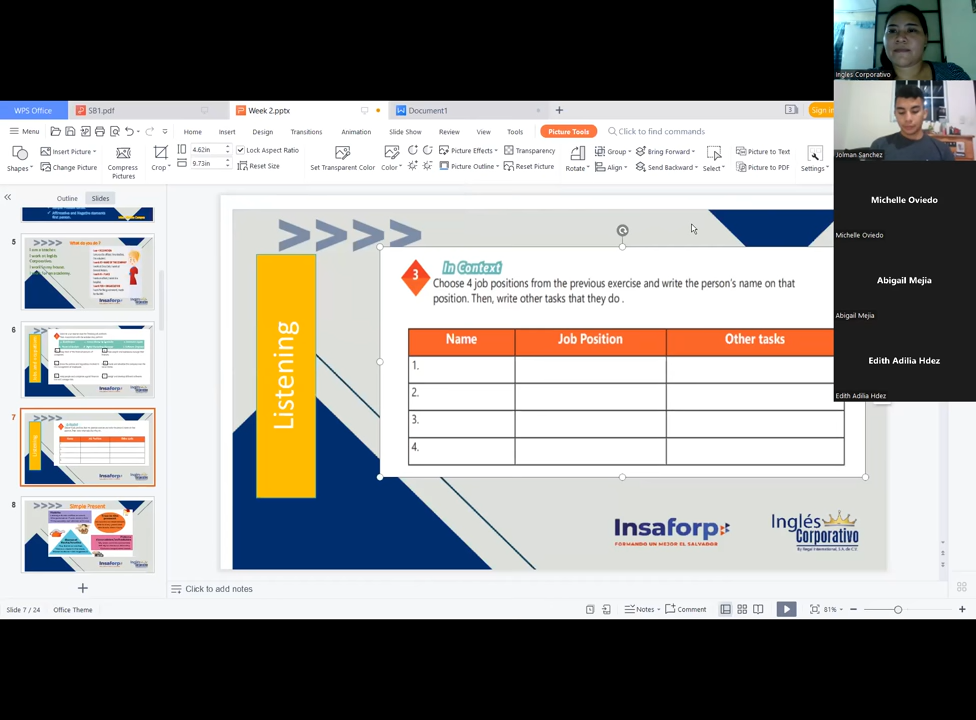 Ingles Corporativo
WPS Office
SB1.pdf
Week 2.pptx
Document1
3
Sign in
Menu
Home
Insert
Design
Transitions
Animation
Slide Show
Review
View
Tools
Picture Tools
Click to find commands
Shapes
Insert Picture
Change Picture
Compress Pictures
Crop
4.62in
9.73in
Lock Aspect Ratio
Reset Size
Set Transparent Color
Color
Picture Effects
Transparency
Picture Outline
Reset Picture
Rotate
Group
Align
Bring Forward
Send Backward
Select
Picture to Text
Picture to PDF
Settings
Jolman Sanchez
Michelle Oviedo
Michelle Oviedo
Abigail Mejia
Abigail Mejia
Edith Adilia Hdez
Edith Adilia Hdez
Outline
Slides
5
6
7
8
Simple Present
Listening
3
In Context
Choose 4 job positions from the previous exercise and write the person's name on that
position. Then, write other tasks that they do .
Name
Job Position
Other tasks
1.
2.
3.
4.
Insaforp
FORMANDO UN MEJOR EL SALVADOR
Inglés
Corporativo
Click to add notes
Slide 7 / 24
Office Theme
Notes
Comment
81%